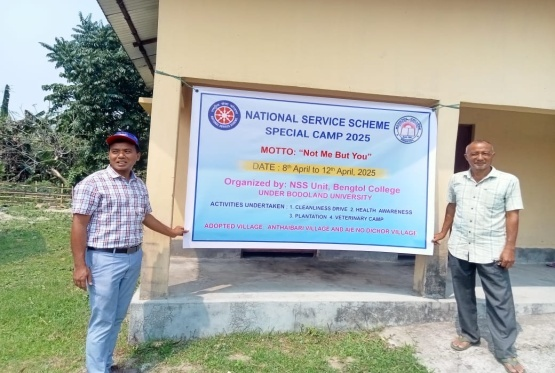 NATIONAL SERVICE SCHEME
SPECIAL CAMP 2025
MOTTO: "Not Me But You"
DATE : 8th April to 12th April, 2025
Organized by: NSS Unit, Bengtol College
UNDER BODOLAND UNIVERSITY
ACTIVITIES UNDERTAKEN : 1. CLEANLINESS DRIVE 2. HEALTH AWARENESS
3. PLANTATION 4. VETERINARY CAMP
ADOPTED VILLAGE : ANTHAIBARI VILLAGE AND AIE NO DICHOR VILLAGE